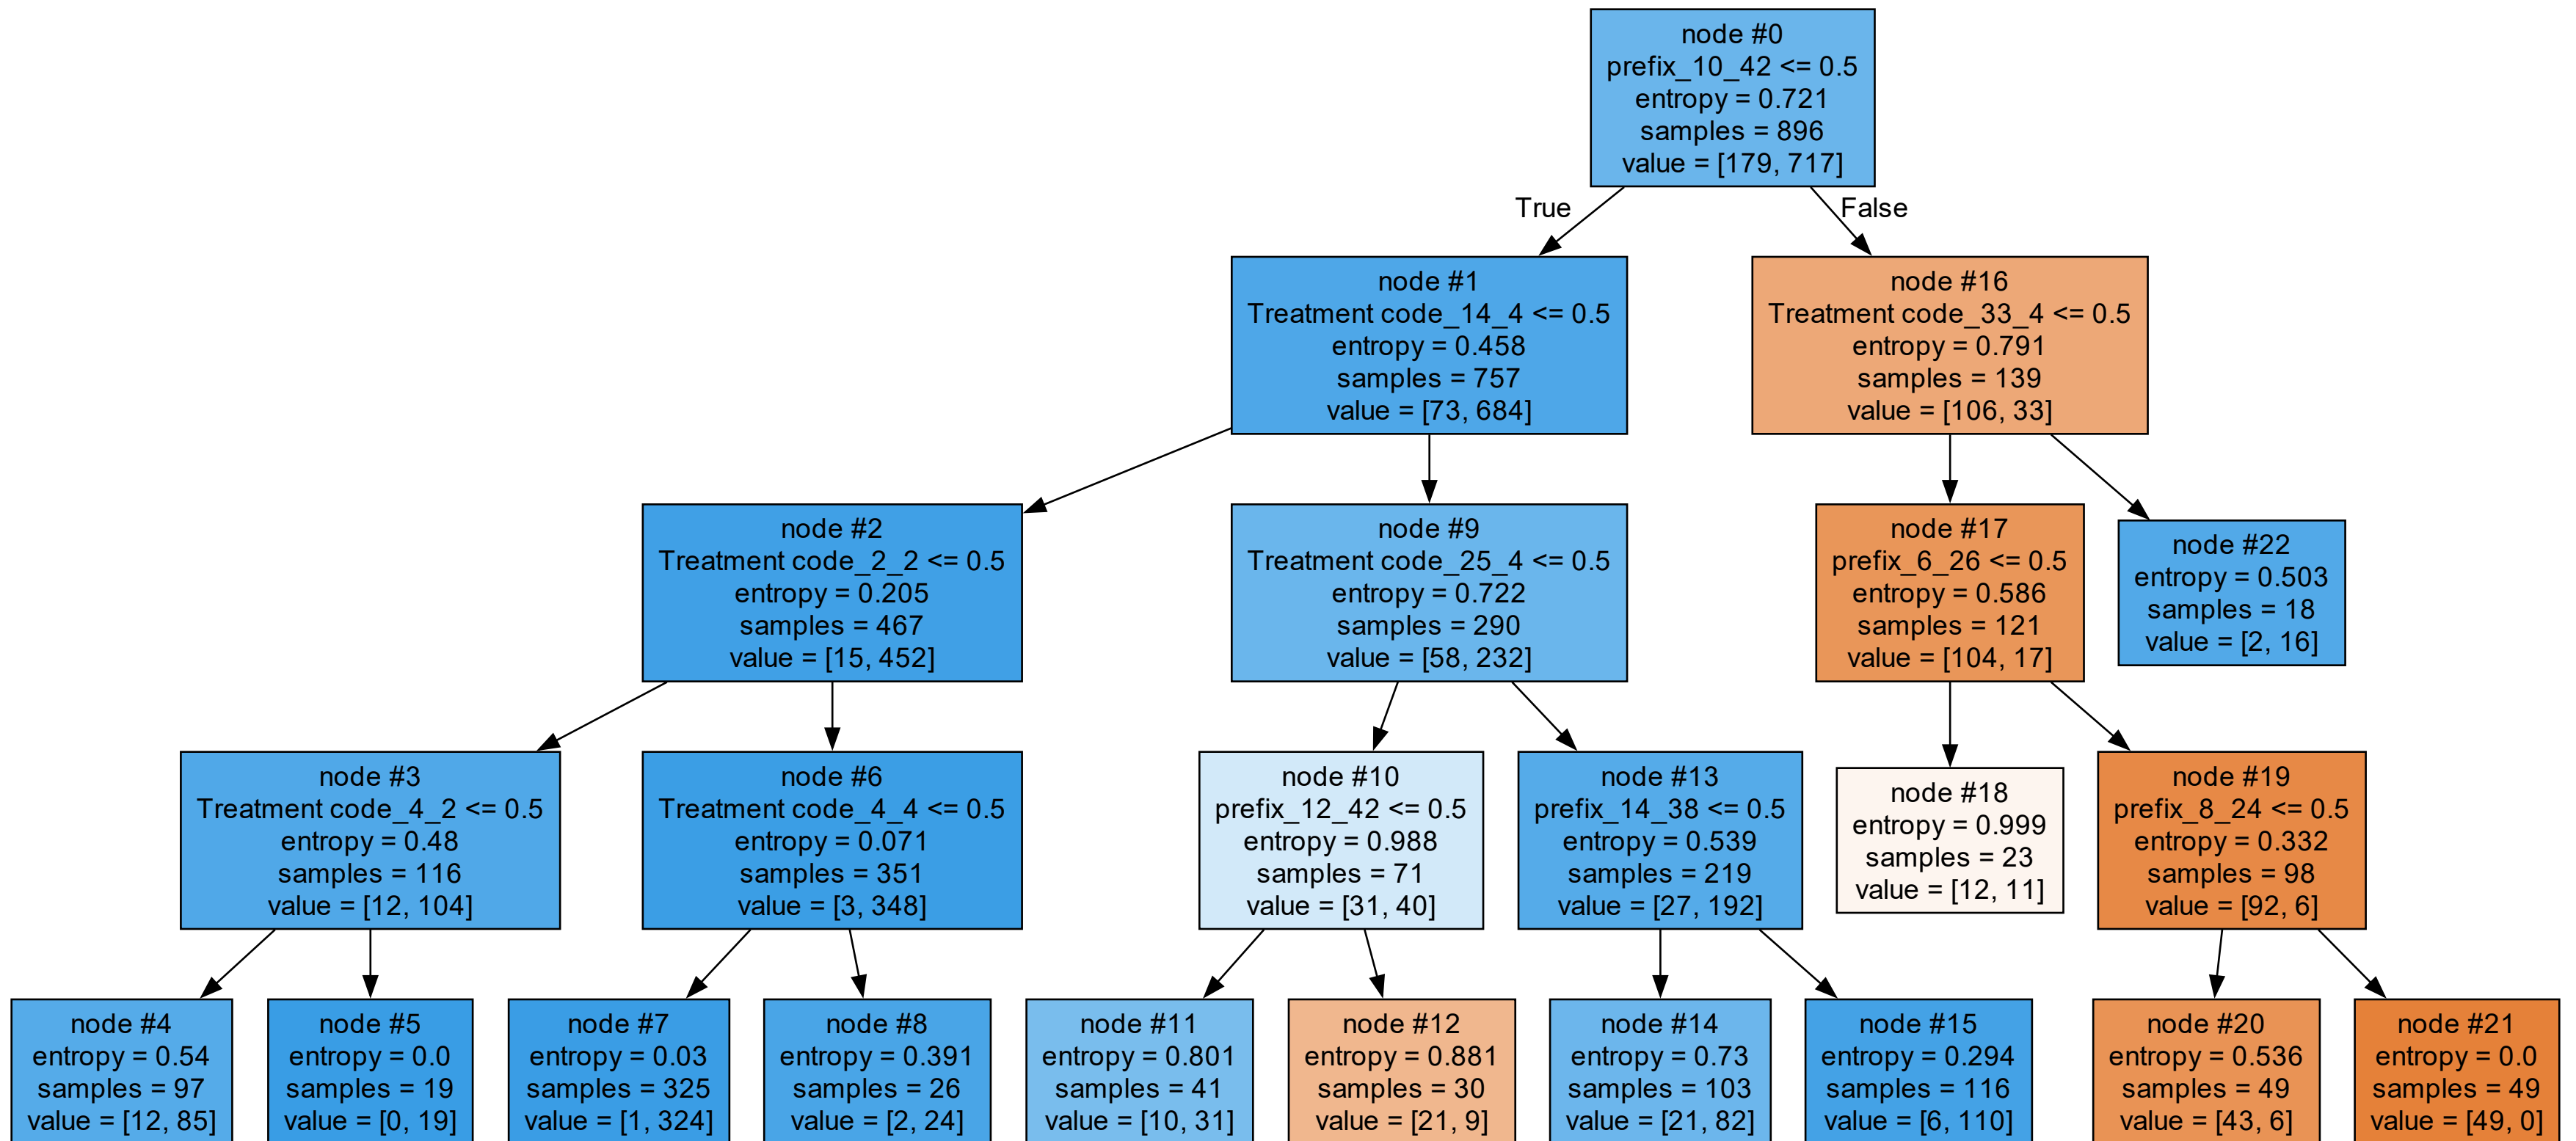 node #0
prefix_10_42 <= 0.5
entropy = 0.721
samples = 896
value = [179, 717]
True
False
node #1
Treatment code_14_4 <= 0.5
entropy = 0.458
samples = 757
value = [73, 684]
node #16
Treatment code_33_4 <= 0.5
entropy = 0.791
samples = 139
value = [106, 33]
node #2
Treatment code_2_2 <= 0.5
entropy = 0.205
samples = 467
value = [15, 452]
node #9
Treatment code_25_4 <= 0.5
entropy = 0.722
samples = 290
value = [58, 232]
node #17
prefix_6_26 <= 0.5
entropy = 0.586
samples = 121
value = [104, 17]
node #22
entropy = 0.503
samples = 18
value = [2, 16]
node #3
Treatment code_4_2 <= 0.5
entropy = 0.48
samples = 116
value = [12, 104]
node #6
Treatment code_4_4 <= 0.5
entropy = 0.071
samples = 351
value = [3, 348]
node #10
prefix_12_42 <= 0.5
entropy = 0.988
samples = 71
value = [31, 40]
node #13
prefix_14_38 <= 0.5
entropy = 0.539
samples = 219
value = [27, 192]
node #18
entropy = 0.999
samples = 23
value = [12, 11]
node #19
prefix_8_24 <= 0.5
entropy = 0.332
samples = 98
value = [92, 6]
node #4
entropy = 0.54
samples = 97
value = [12, 85]
node #5
entropy = 0.0
samples = 19
value = [0, 19]
node #7
entropy = 0.03
samples = 325
value = [1, 324]
node #8
entropy = 0.391
samples = 26
value = [2, 24]
node #11
entropy = 0.801
samples = 41
value = [10, 31]
node #12
entropy = 0.881
samples = 30
value = [21, 9]
node #14
entropy = 0.73
samples = 103
value = [21, 82]
node #15
entropy = 0.294
samples = 116
value = [6, 110]
node #20
entropy = 0.536
samples = 49
value = [43, 6]
node #21
entropy = 0.0
samples = 49
value = [49, 0]